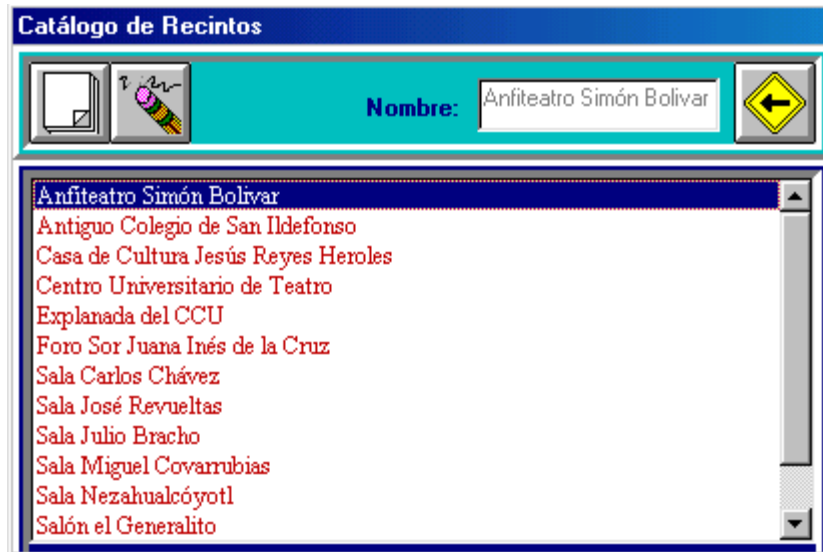 Catálogo de Recintos
Nombre: Anfiteatro Simón Bolivar
Anfiteatro Simón Bolivar
Antiguo Colegio de San Ildefonso
Casa de Cultura Jesús Reyes Heroles
Centro Universitario de Teatro
Explanada del CCU
Foro Sor Juana Inés de la Cruz
Sala Carlos Chávez
Sala José Revueltas
Sala Julio Bracho
Sala Miguel Covarrubias
Sala Nezahualcóyotl
Salón el Generalito